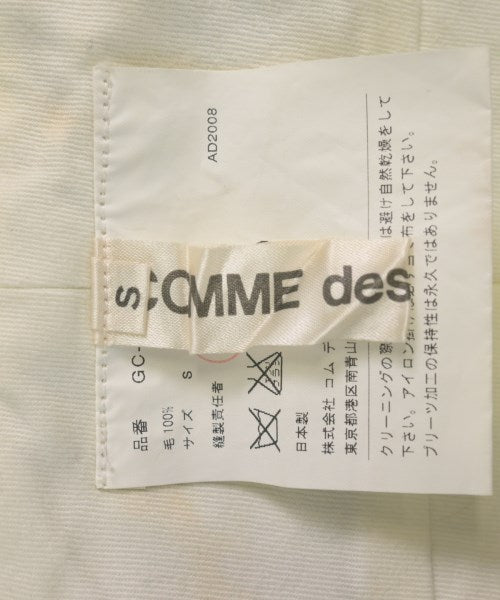 S
COMME des
AD2008
品番 GC-
毛 100%
サイズ S
縫製責任者
日本製
株式会社 コム デ
東京都港区南青山
クリーニングの際 は避け自然乾燥をして
下さい。アイロン掛け 布をして下さい。
プリーツ加工の保持性は永久ではありません。